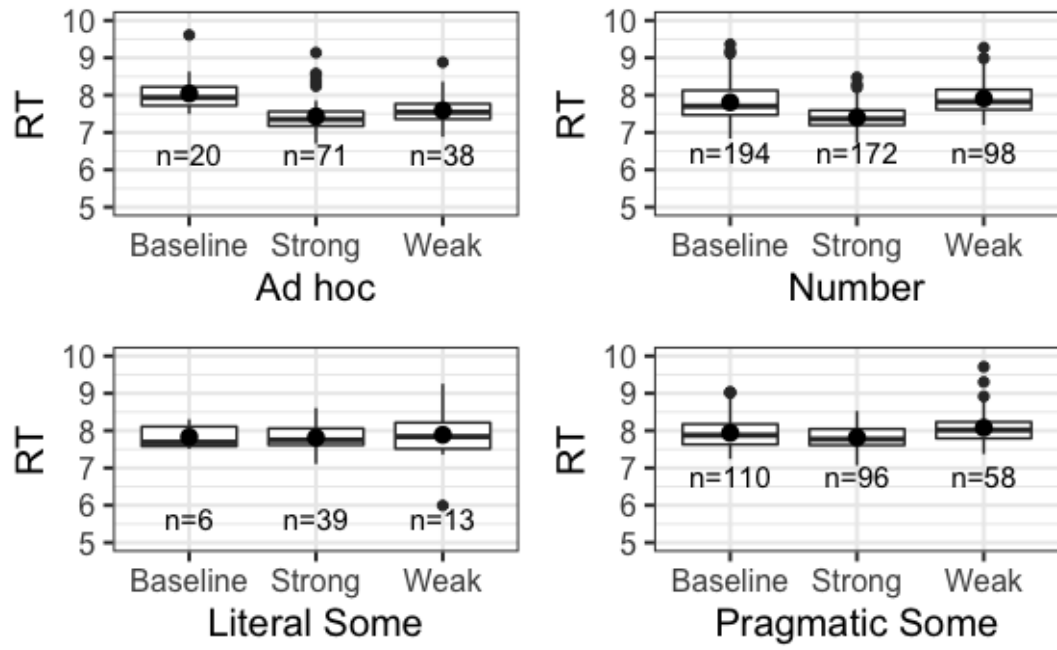 10
9
8
7
6
5
RT
n=20 n=71 n=38
Baseline Strong Weak
Ad hoc
10
9
8
7
6
5
RT
n=194 n=172 n=98
Baseline Strong Weak
Number
10
9
8
7
6
5
RT
n=6 n=39 n=13
Baseline Strong Weak
Literal Some
10
9
8
7
6
5
RT
n=110 n=96 n=58
Baseline Strong Weak
Pragmatic Some